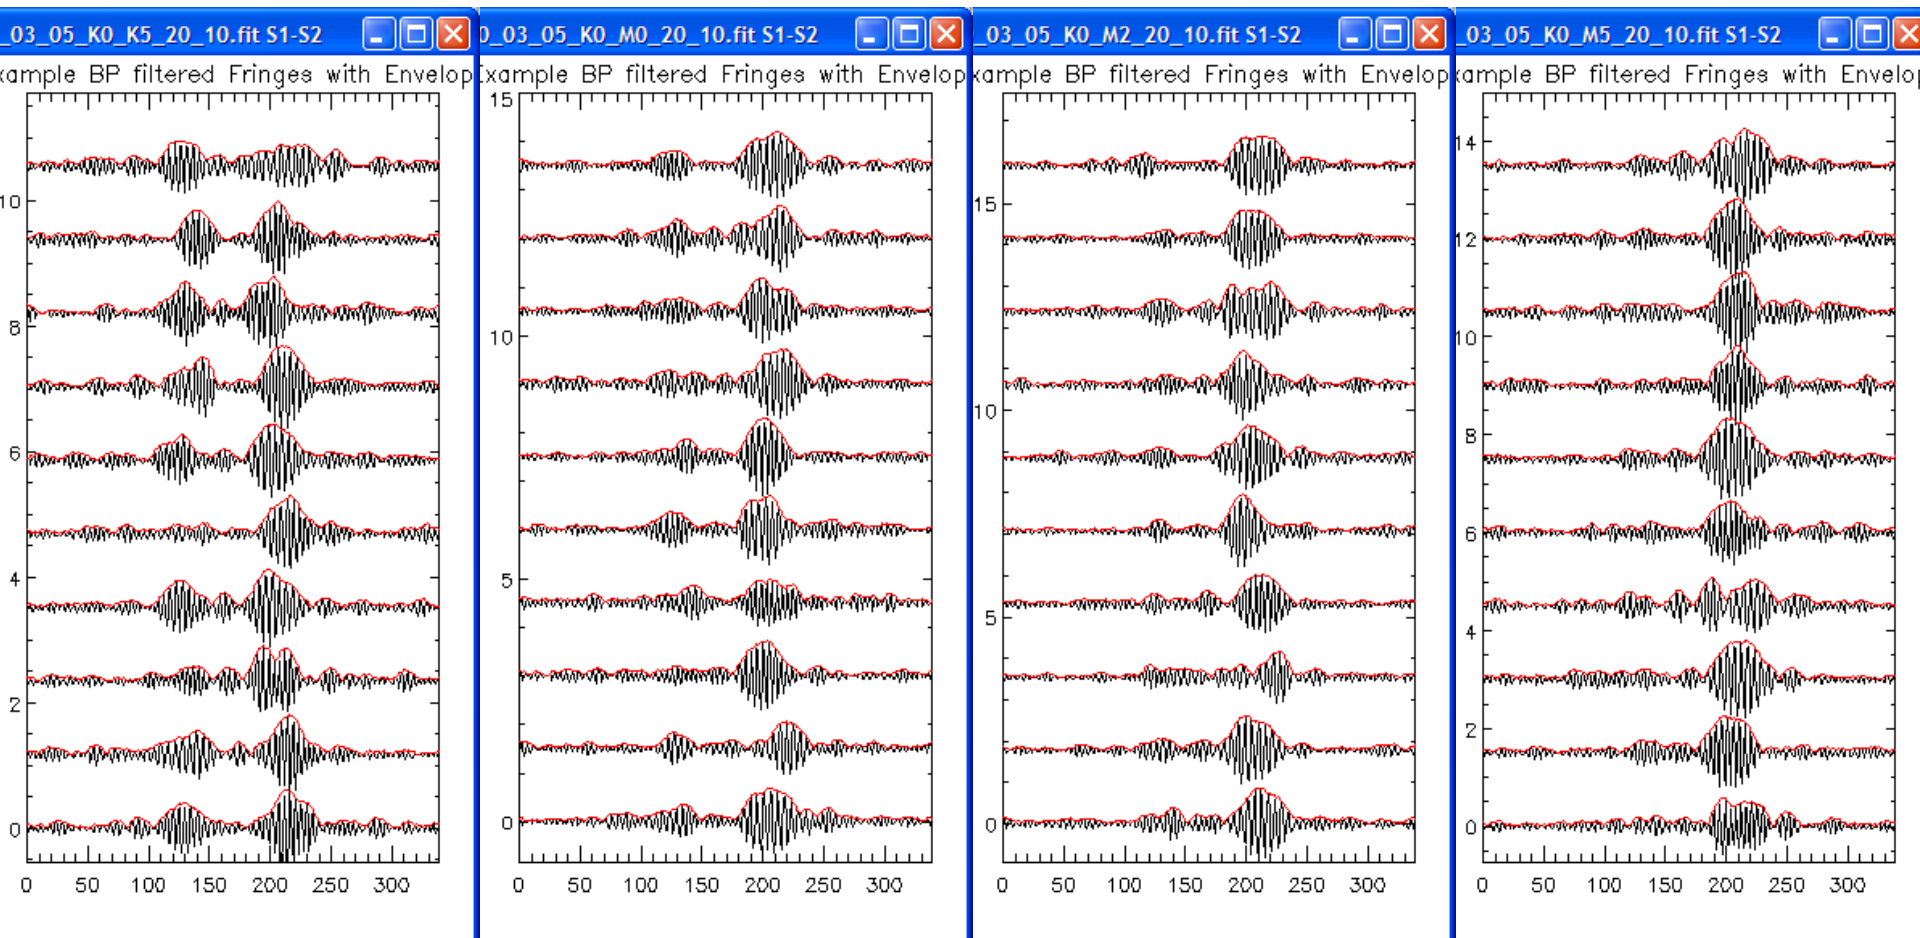 _03_05_K0_K5_20_10.fit S1-S2
xample BP filtered Fringes with Envelop
10
8
6
4
2
0
0 50 100 150 200 250 300
0_03_05_K0_M0_20_10.fit S1-S2
Example BP filtered Fringes with Envelop
15
10
5
0
0 50 100 150 200 250 300
_03_05_K0_M2_20_10.fit S1-S2
xample BP filtered Fringes with Envelop
15
10
5
0
0 50 100 150 200 250 300
_03_05_K0_M5_20_10.fit S1-S2
xample BP filtered Fringes with Envelop
14
12
10
8
6
4
2
0
0 50 100 150 200 250 300